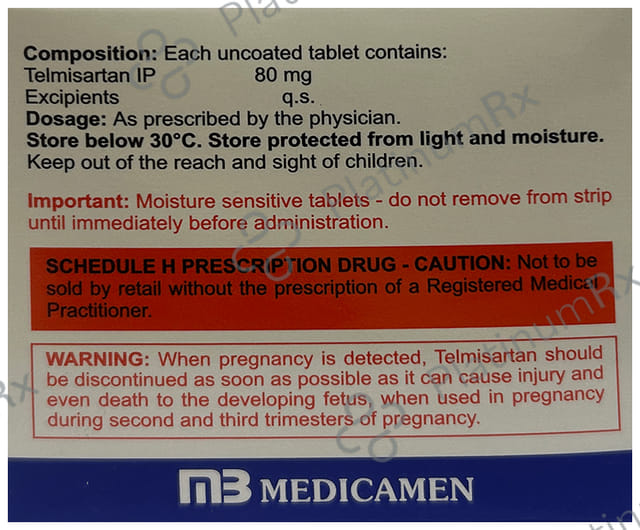 Composition: Each uncoated tablet contains:
Telmisartan IP 80 mg
Excipients q.s.
Dosage: As prescribed by the physician.
Store below 30°C. Store protected from light and moisture.
Keep out of the reach and sight of children.
Important: Moisture sensitive tablets - do not remove from strip
until immediately before administration.
SCHEDULE H PRESCRIPTION DRUG - CAUTION: Not to be
sold by retail without the prescription of a Registered Medical
Practitioner.
WARNING: When pregnancy is detected, Telmisartan should
be discontinued as soon as possible as it can cause injury and
even death to the developing fetus, when used in pregnancy
during second and third trimesters of pregnancy.
MB MEDICAMEN
PlatinumRx
PlatinumRx